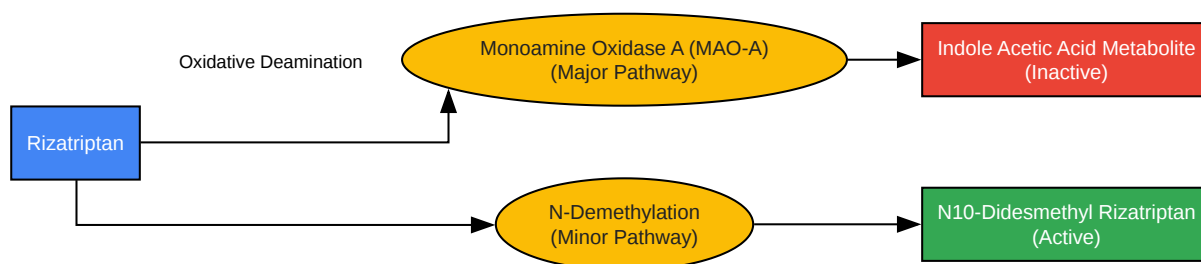 Oxidative Deamination
Monoamine Oxidase A (MAO-A)
(Major Pathway)
Indole Acetic Acid Metabolite
(Inactive)
Rizatriptan
N-Demethylation
(Minor Pathway)
N10-Didesmethyl Rizatriptan
(Active)